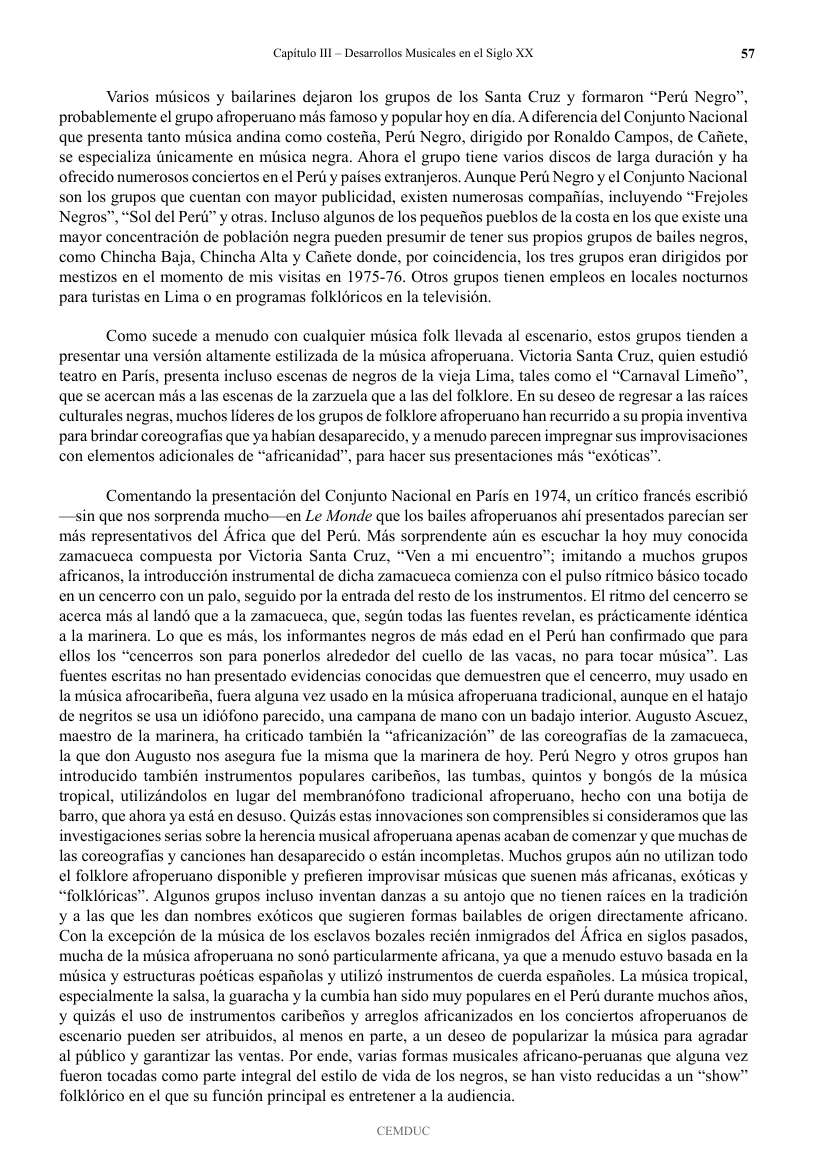 Capítulo III – Desarrollos Musicales en el Siglo XX
57
Varios músicos y bailarines dejaron los grupos de los Santa Cruz y formaron “Perú Negro”,
probablemente el grupo afroperuano más famoso y popular hoy en día. A diferencia del Conjunto Nacional
que presenta tanto música andina como costeña, Perú Negro, dirigido por Ronaldo Campos, de Cañete,
se especializa únicamente en música negra. Ahora el grupo tiene varios discos de larga duración y ha
ofrecido numerosos conciertos en el Perú y países extranjeros. Aunque Perú Negro y el Conjunto Nacional
son los grupos que cuentan con mayor publicidad, existen numerosas compañías, incluyendo “Frejoles
Negros”, “Sol del Perú” y otras. Incluso algunos de los pequeños pueblos de la costa en los que existe una
mayor concentración de población negra pueden presumir de tener sus propios grupos de bailes negros,
como Chincha Baja, Chincha Alta y Cañete donde, por coincidencia, los tres grupos eran dirigidos por
mestizos en el momento de mis visitas en 1975-76. Otros grupos tienen empleos en locales nocturnos
para turistas en Lima o en programas folklóricos en la televisión.
Como sucede a menudo con cualquier música folk llevada al escenario, estos grupos tienden a
presentar una versión altamente estilizada de la música afroperuana. Victoria Santa Cruz, quien estudió
teatro en París, presenta incluso escenas de negros de la vieja Lima, tales como el “Carnaval Limeño”,
que se acercan más a las escenas de la zarzuela que a las del folklore. En su deseo de regresar a las raíces
culturales negras, muchos líderes de los grupos de folklore afroperuano han recurrido a su propia inventiva
para brindar coreografías que ya habían desaparecido, y a menudo parecen impregnar sus improvisaciones
con elementos adicionales de “africanidad”, para hacer sus presentaciones más “exóticas”.
Comentando la presentación del Conjunto Nacional en París en 1974, un crítico francés escribió
—sin que nos sorprenda mucho—en Le Monde que los bailes afroperuanos ahí presentados parecían ser
más representativos del África que del Perú. Más sorprendente aún es escuchar la hoy muy conocida
zamacueca compuesta por Victoria Santa Cruz, “Ven a mi encuentro”; imitando a muchos grupos
africanos, la introducción instrumental de dicha zamacueca comienza con el pulso rítmico básico tocado
en un cencerro con un palo, seguido por la entrada del resto de los instrumentos. El ritmo del cencerro se
acerca más al landó que a la zamacueca, que, según todas las fuentes revelan, es prácticamente idéntica
a la marinera. Lo que es más, los informantes negros de más edad en el Perú han confirmado que para
ellos los “cencerros son para ponerlos alrededor del cuello de las vacas, no para tocar música”. Las
fuentes escritas no han presentado evidencias conocidas que demuestren que el cencerro, muy usado en
la música afrocaribeña, fuera alguna vez usado en la música afroperuana tradicional, aunque en el hatajo
de negritos se usa un idiófono parecido, una campana de mano con un badajo interior. Augusto Ascuez,
maestro de la marinera, ha criticado también la “africanización” de las coreografías de la zamacueca,
la que don Augusto nos asegura fue la misma que la marinera de hoy. Perú Negro y otros grupos han
introducido también instrumentos populares caribeños, las tumbas, quintos y bongós de la música
tropical, utilizándolos en lugar del membranófono tradicional afroperuano, hecho con una botija de
barro, que ahora ya está en desuso. Quizás estas innovaciones son comprensibles si consideramos que las
investigaciones serias sobre la herencia musical afroperuana apenas acaban de comenzar y que muchas de
las coreografías y canciones han desaparecido o están incompletas. Muchos grupos aún no utilizan todo
el folklore afroperuano disponible y prefieren improvisar músicas que suenen más africanas, exóticas y
“folklóricas”. Algunos grupos incluso inventan danzas a su antojo que no tienen raíces en la tradición
y a las que les dan nombres exóticos que sugieren formas bailables de origen directamente africano.
Con la excepción de la música de los esclavos bozales recién inmigrados del África en siglos pasados,
mucha de la música afroperuana no sonó particularmente africana, ya que a menudo estuvo basada en la
música y estructuras poéticas españolas y utilizó instrumentos de cuerda españoles. La música tropical,
especialmente la salsa, la guaracha y la cumbia han sido muy populares en el Perú durante muchos años,
y quizás el uso de instrumentos caribeños y arreglos africanizados en los conciertos afroperuanos de
escenario pueden ser atribuidos, al menos en parte, a un deseo de popularizar la música para agradar
al público y garantizar las ventas. Por ende, varias formas musicales africano-peruanas que alguna vez
fueron tocadas como parte integral del estilo de vida de los negros, se han visto reducidas a un “show”
folklórico en el que su función principal es entretener a la audiencia.
CEMDUC